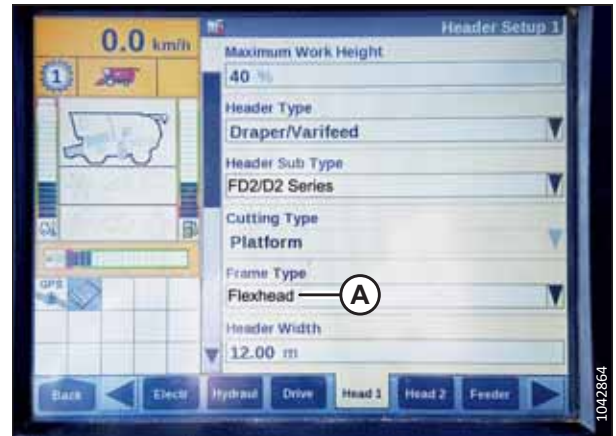 0.0 km/h
Header Setup 1
1
Maximum Work Height
40 %
Header Type
Draper/Varifeed
Header Sub Type
FD2/D2 Series
Cutting Type
Platform
Frame Type
Flexhead
A
Header Width
12.00 m
GPS
Back
Electr
Hydraul
Drive
Head 1
Head 2
Feeder
1042864